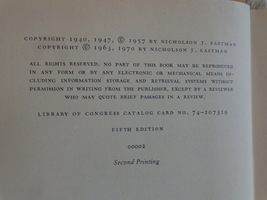 COPYRIGHT 1940, 1947, © 1957 BY NICHOLSON J. EASTMAN
COPYRIGHT © 1963, 1970 BY NICHOLSON J. EASTMAN
ALL RIGHTS RESERVED. NO PART OF THIS BOOK MAY BE REPRODUCED
IN ANY FORM OR BY ANY ELECTRONIC OR MECHANICAL MEANS IN-
CLUDING INFORMATION STORAGE AND RETRIEVAL SYSTEMS WITHOUT
PERMISSION IN WRITING FROM THE PUBLISHER, EXCEPT BY A REVIEWER
WHO MAY QUOTE BRIEF PASSAGES IN A REVIEW.
LIBRARY OF CONGRESS CATALOG CARD NO. 74-107319
FIFTH EDITION
00002
Second Printing